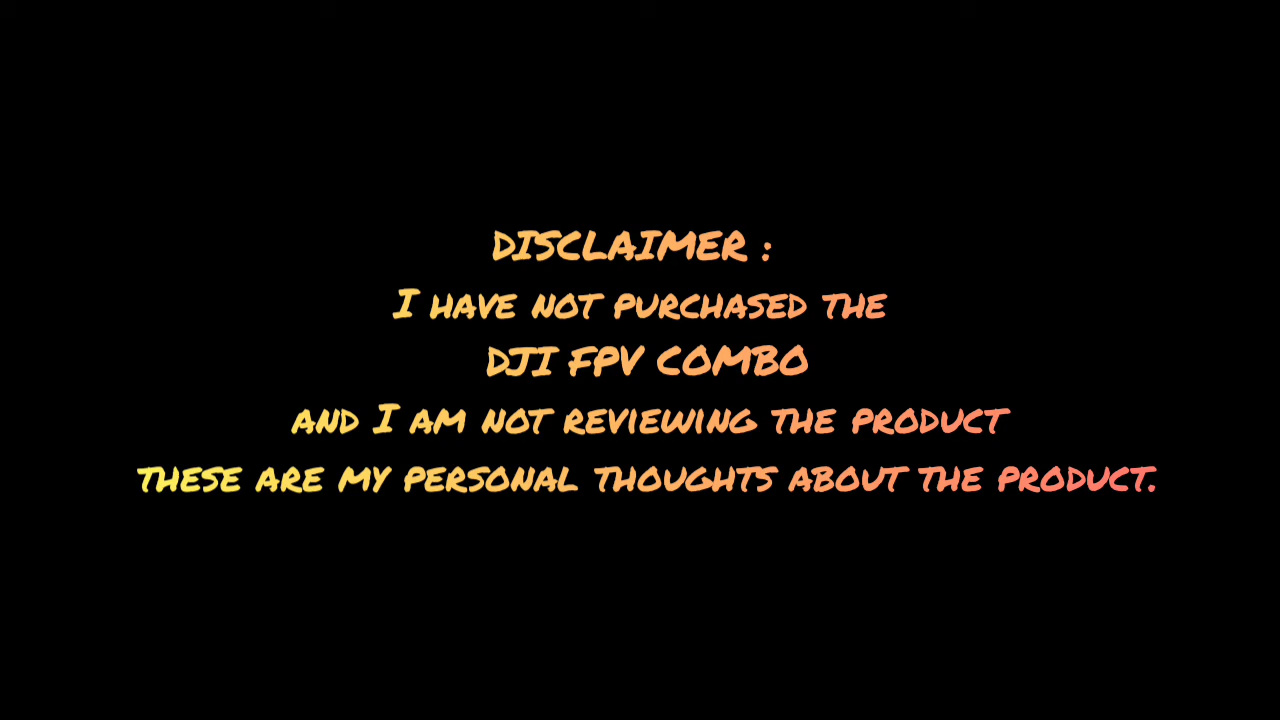 DISCLAIMER :
I HAVE NOT PURCHASED THE
DJI FPV COMBO
AND I AM NOT REVIEWING THE PRODUCT
THESE ARE MY PERSONAL THOUGHTS ABOUT THE PRODUCT.